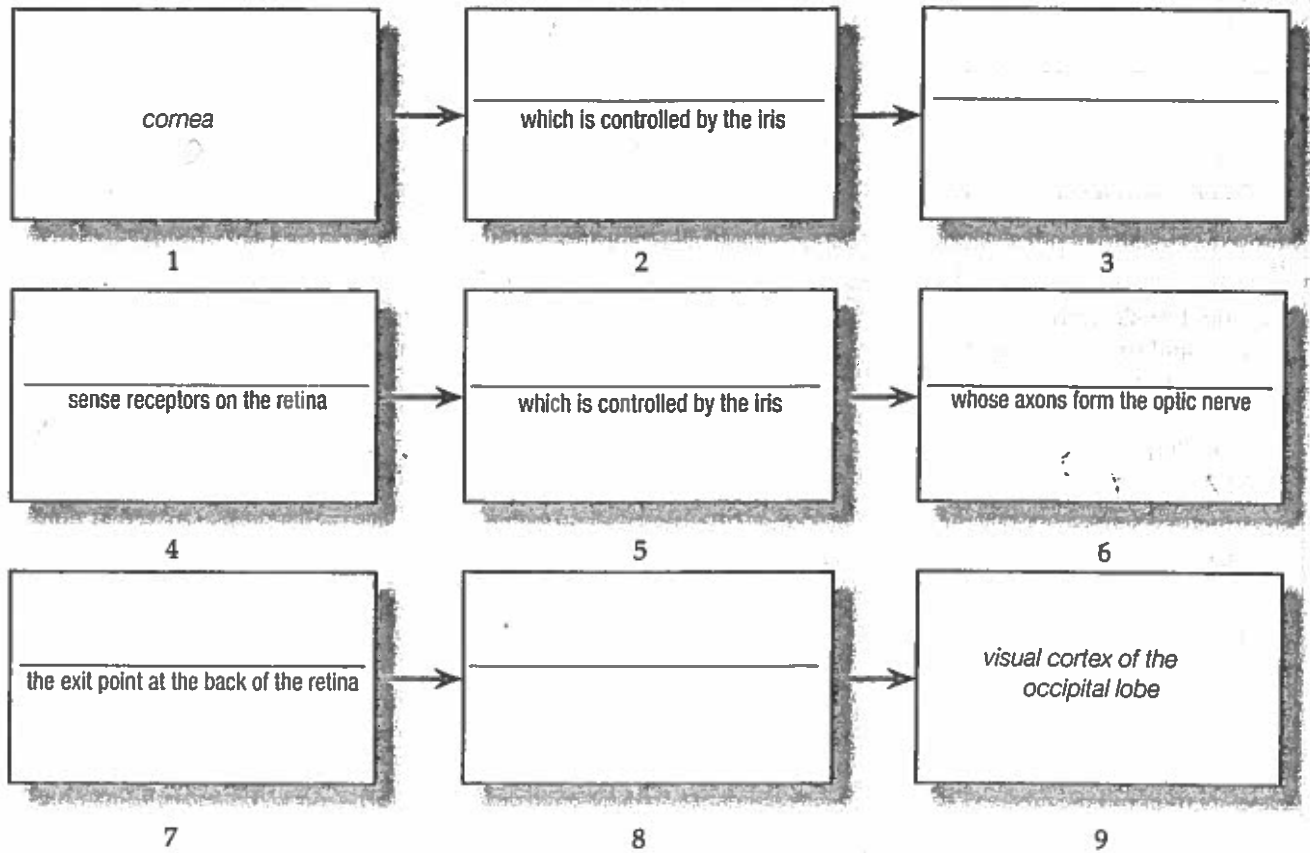 cornea
which is controlled by the iris
1
2
3
sense receptors on the retina
which is controlled by the iris
whose axons form the optic nerve
4
5
6
the exit point at the back of the retina
visual cortex of the
occipital lobe
7
8
9